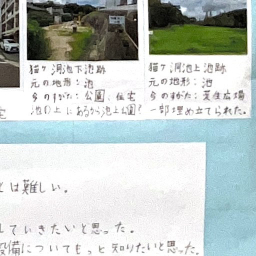 猫ヶ洞池下池跡
元の地形：池
今のすがた：公園、住宅
池の上にあるから池上公園？
猫ヶ洞池上池跡
元の地形：池
今のすがた：芝生広場
一部埋め立てられた。
宅
は難しい。
していきたいと思った。
設備についてもっと知りたいと思った。